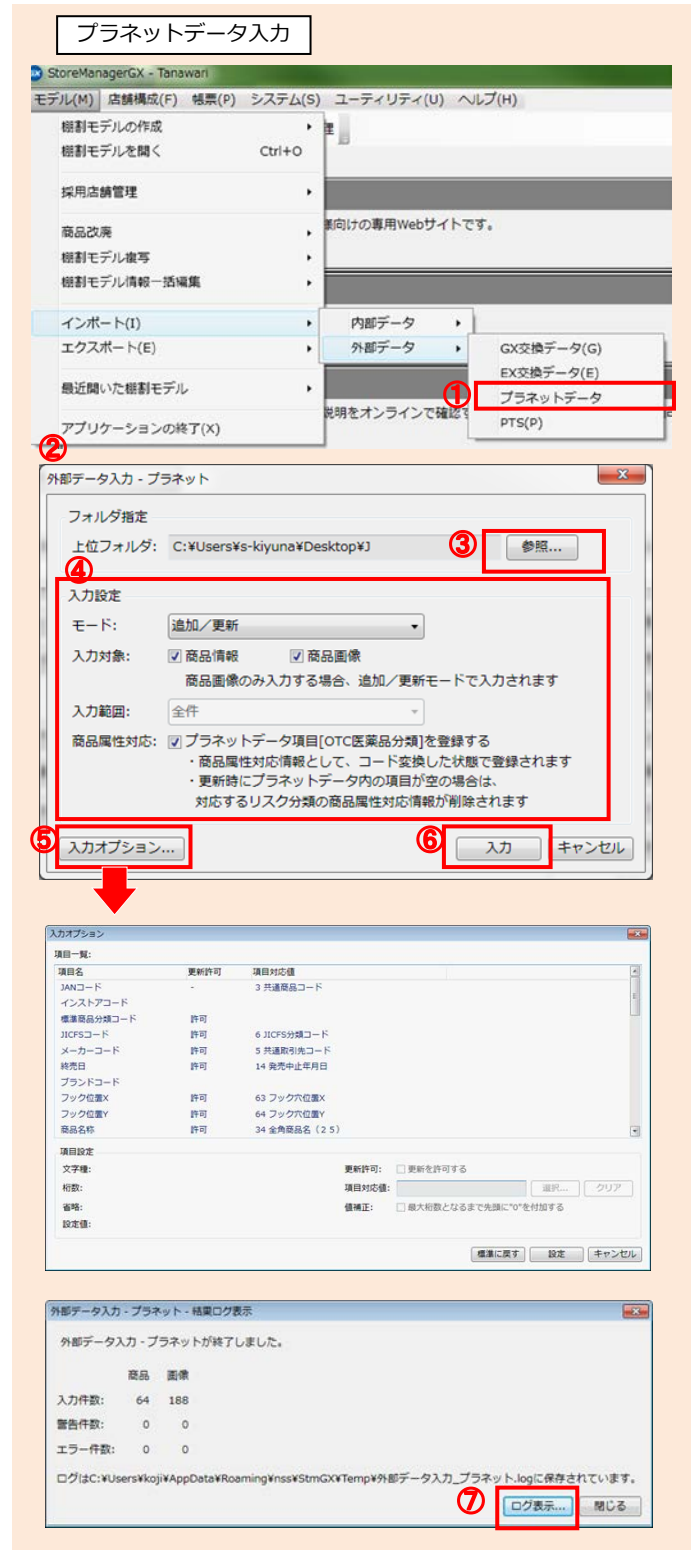 プラネットデータ入力
StoreManagerGX - Tanawari
モデル(M) 店舗構成(F) 帳票(P) システム(S) ユーティリティ(U) ヘルプ(H)
棚割モデルの作成
棚割モデルを開く Ctrl+O
採用店舗管理
様向けの専用Webサイトです。
商品改廃
棚割モデル複写
棚割モデル情報一括編集
インポート(I) 内部データ
エクスポート(E) 外部データ GX交換データ(G)
EX交換データ(E)
最近開いた棚割モデル ① プラネットデータ
説明をオンラインで確認
アプリケーションの終了(X) PTS(P)
②
外部データ入力 - プラネット
フォルダ指定
上位フォルダ: C:¥Users¥s-kiyuna¥Desktop¥J ③ 参照...
④
入力設定
モード: 追加／更新
入力対象: 商品情報 商品画像
商品画像のみ入力する場合、追加／更新モードで入力されます
入力範囲: 全件
商品属性対応: プラネットデータ項目[OTC医薬品分類]を登録する
・商品属性対応情報として、コード変換した状態で登録されます
・更新時にプラネットデータ内の項目が空の場合は、
対応するリスク分類の商品属性対応情報が削除されます
⑤ 入力オプション... ⑥ 入力 キャンセル
入力オプション
項目一覧:
項目名 更新許可 項目対応値
JANコード - 3 共通商品コード
インストアコード
標準商品分類コード 許可
JICFSコード 許可 6 JICFS分類コード
メーカーコード 許可 5 共通取引先コード
終売日 許可 14 発売中止年月日
ブランドコード
フック位置X 許可 63 フック穴位置X
フック位置Y 許可 64 フック穴位置Y
商品名称 許可 34 全角商品名（２５）
項目設定
文字種: 更新許可: 更新を許可する
桁数: 項目対応値: 選択... クリア
省略: 値補正: 最大桁数となるまで先頭に"0"を付加する
設定値:
標準に戻す 設定 キャンセル
外部データ入力 - プラネット - 結果ログ表示
外部データ入力 - プラネットが終了しました。
商品 画像
入力件数: 64 188
警告件数: 0 0
エラー件数: 0 0
ログはC:¥Users¥koji¥AppData¥Roaming¥nss¥StmGX¥Temp¥外部データ入力_プラネット.logに保存されています。
⑦ ログ表示... 閉じる